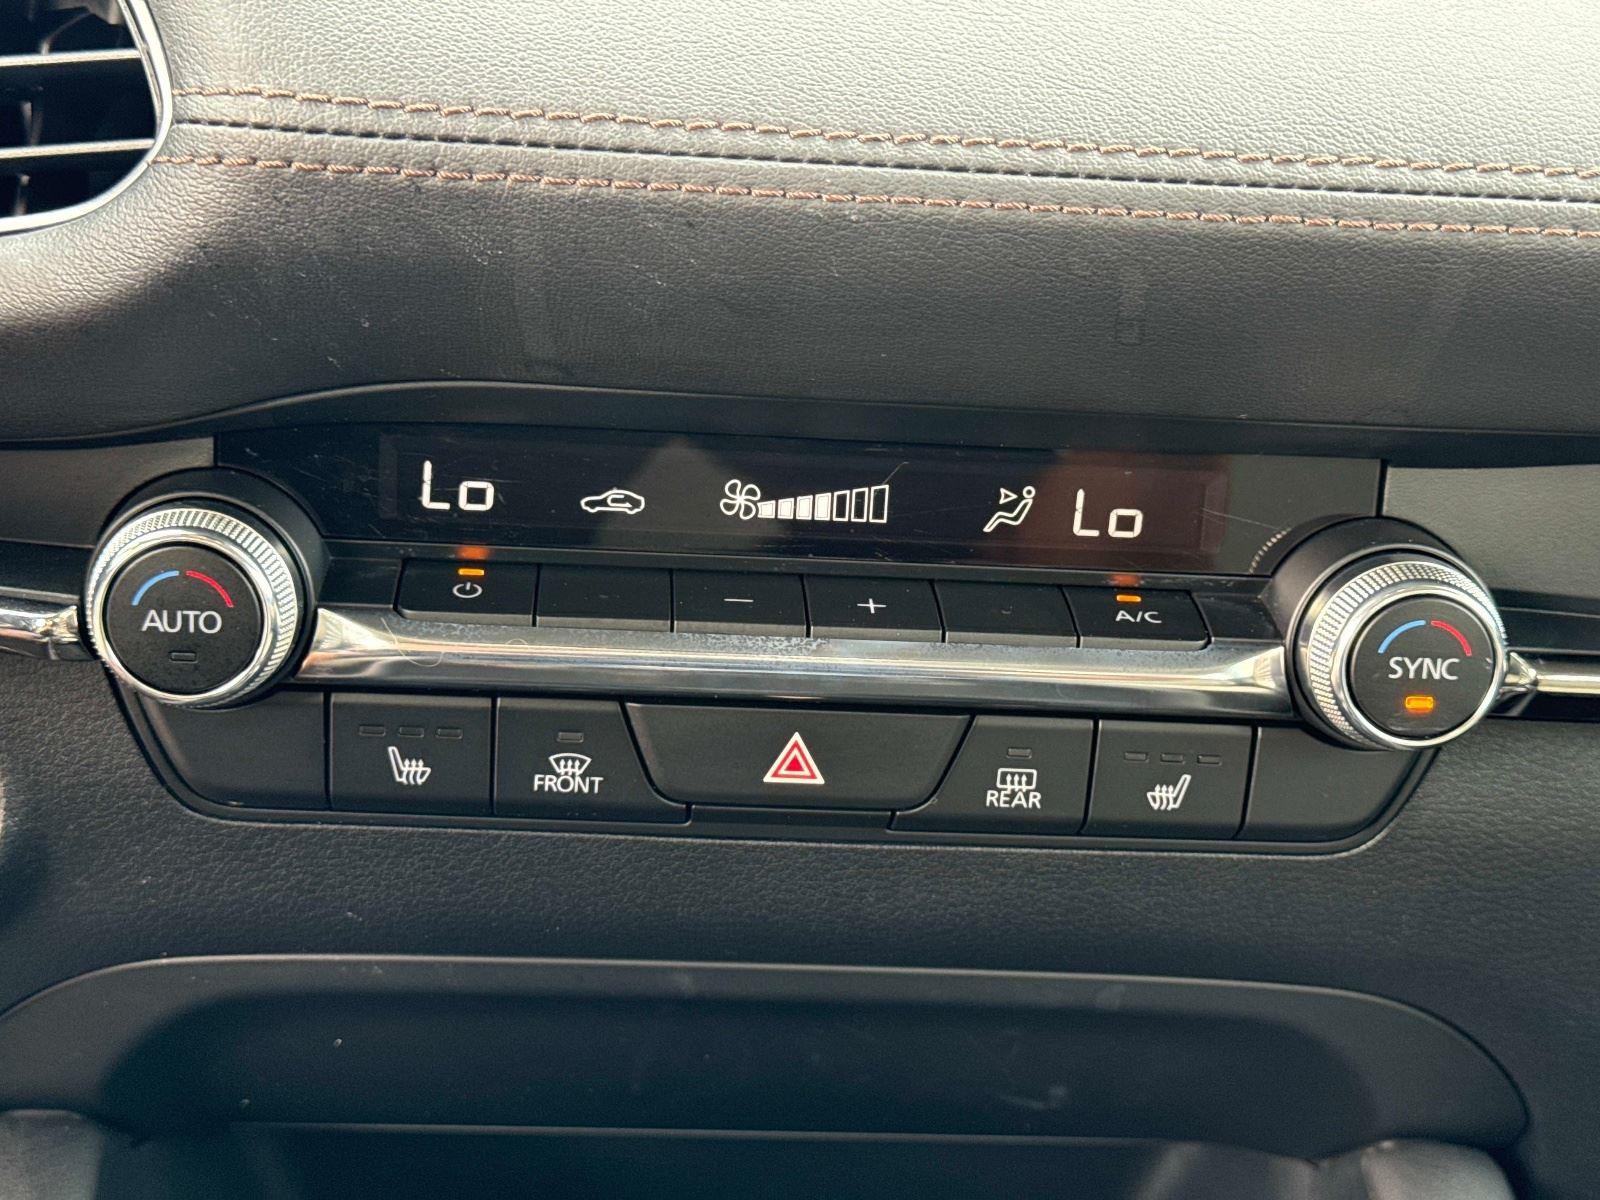 Lo Lo
AUTO
− +
A/C
SYNC
FRONT
REAR